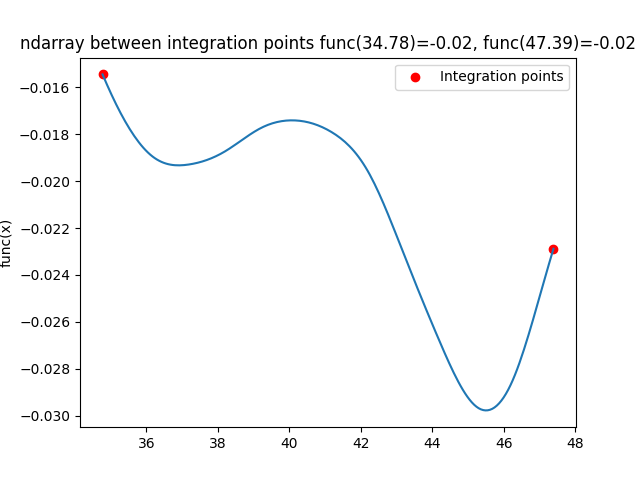 ndarray between integration points func(34.78)=-0.02, func(47.39)=-0.02
Integration points
func(x)
−0.016
−0.018
−0.020
−0.022
−0.024
−0.026
−0.028
−0.030
36 38 40 42 44 46 48